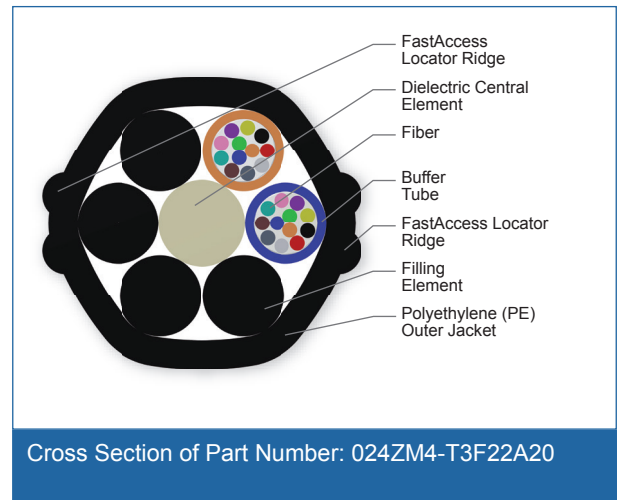 FastAccess
Locator Ridge
Dielectric Central
Element
Fiber
Buffer
Tube
FastAccess Locator
Ridge
Filling
Element
Polyethylene (PE)
Outer Jacket
Cross Section of Part Number: 024ZM4-T3F22A20